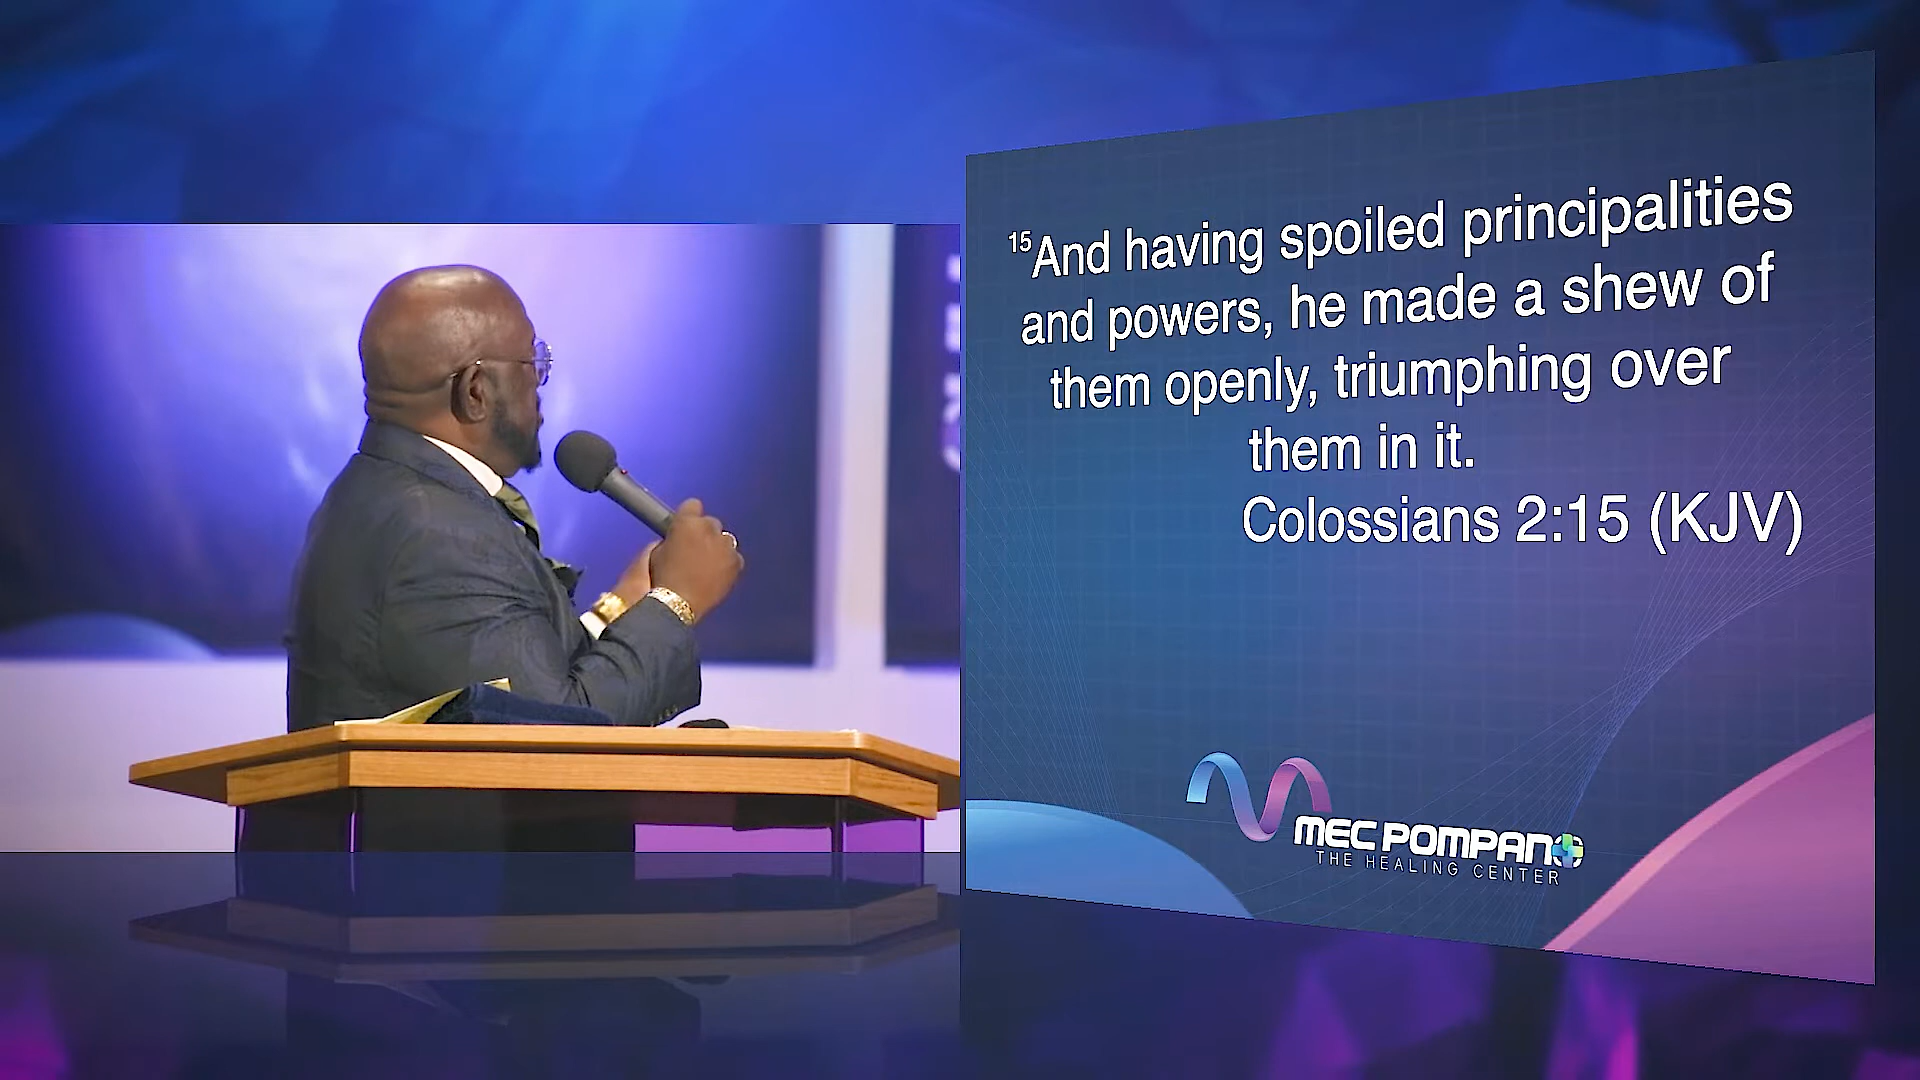 15And having spoiled principalities
and powers, he made a shew of
them openly, triumphing over
them in it.
Colossians 2:15 (KJV)
MEC POMPANO
THE HEALING CENTER